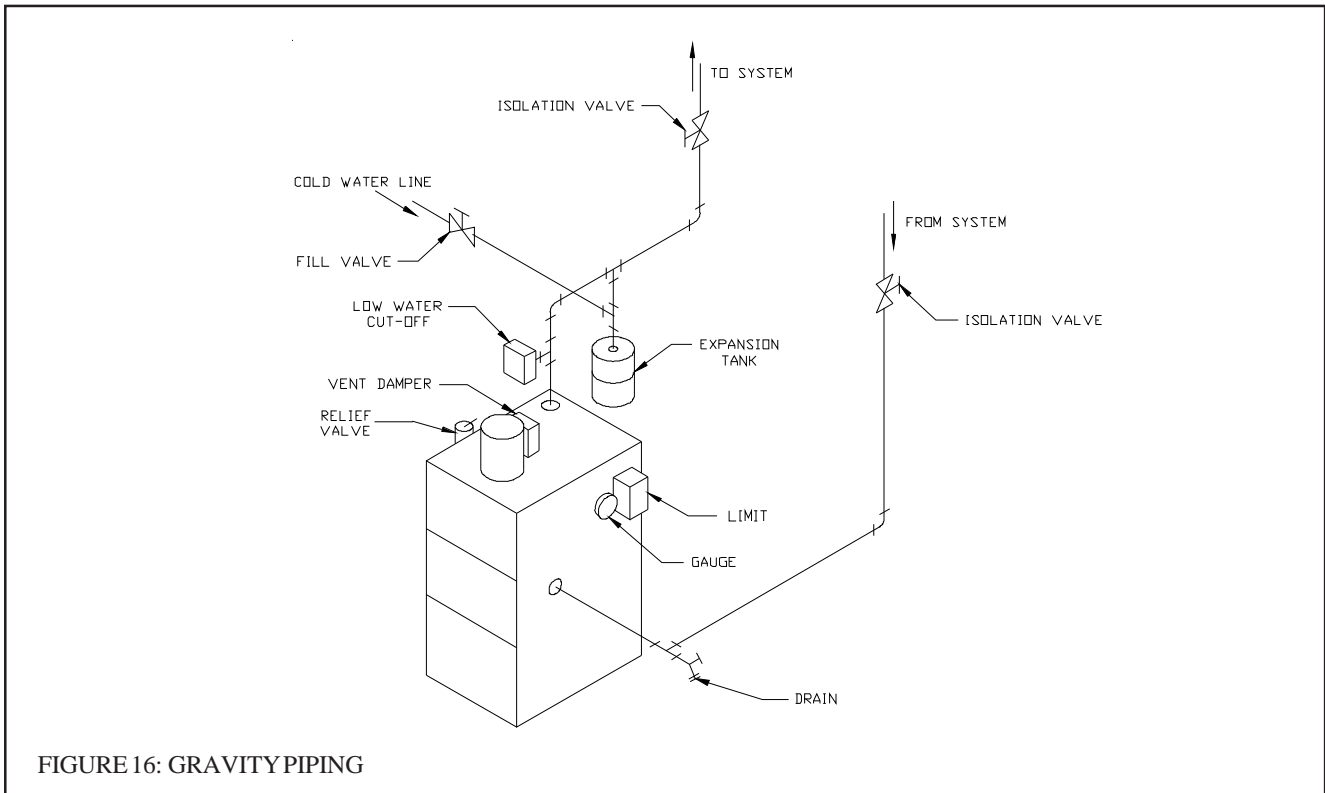 TO SYSTEM
ISOLATION VALVE
COLD WATER LINE
FROM SYSTEM
FILL VALVE
LOW WATER
CUT-OFF
ISOLATION VALVE
EXPANSION
TANK
VENT DAMPER
RELIEF
VALVE
LIMIT
GAUGE
DRAIN
FIGURE 16: GRAVITY PIPING